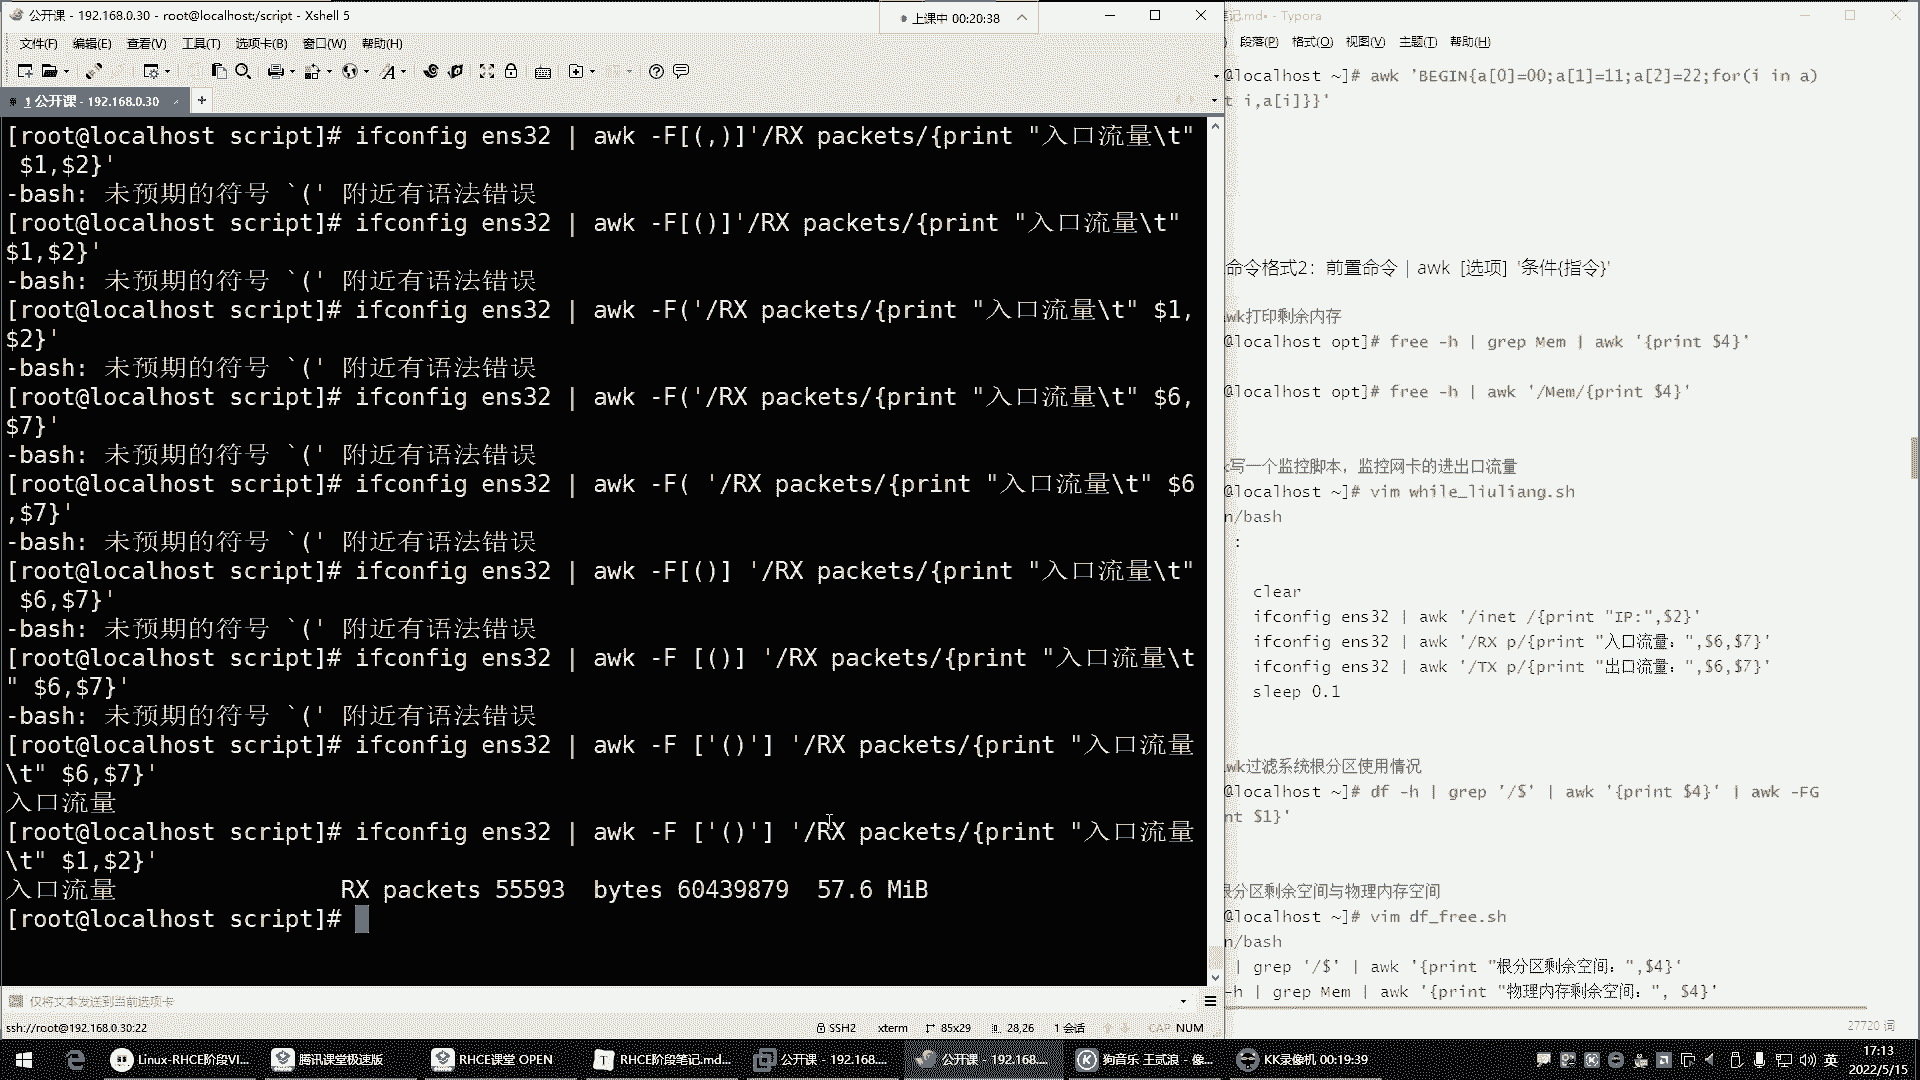 公开课 - 192.168.0.30 - root@localhost:/script - Xshell 5
上课中 00:20:38
文件(F) 编辑(E) 查看(V) 工具(T) 选项卡(B) 窗口(W) 帮助(H)
1 公开课 - 192.168.0.30
[root@localhost script]# ifconfig ens32 | awk -F[(,)]'/RX packets/{print "入口流量\t"
 $1,$2}'
-bash: 未预期的符号 `(' 附近有语法错误
[root@localhost script]# ifconfig ens32 | awk -F[()]'/RX packets/{print "入口流量\t"
$1,$2}'
-bash: 未预期的符号 `(' 附近有语法错误
[root@localhost script]# ifconfig ens32 | awk -F('/RX packets/{print "入口流量\t" $1,
$2}'
-bash: 未预期的符号 `(' 附近有语法错误
[root@localhost script]# ifconfig ens32 | awk -F('/RX packets/{print "入口流量\t" $6,
$7}'
-bash: 未预期的符号 `(' 附近有语法错误
[root@localhost script]# ifconfig ens32 | awk -F( '/RX packets/{print "入口流量\t" $6
,$7}'
-bash: 未预期的符号 `(' 附近有语法错误
[root@localhost script]# ifconfig ens32 | awk -F[()] '/RX packets/{print "入口流量\t"
 $6,$7}'
-bash: 未预期的符号 `(' 附近有语法错误
[root@localhost script]# ifconfig ens32 | awk -F [()] '/RX packets/{print "入口流量\t
" $6,$7}'
-bash: 未预期的符号 `(' 附近有语法错误
[root@localhost script]# ifconfig ens32 | awk -F ['()'] '/RX packets/{print "入口流量
\t" $6,$7}'
入口流量
[root@localhost script]# ifconfig ens32 | awk -F ['()'] '/RX packets/{print "入口流量
\t" $1,$2}'
入口流量 RX packets 55593 bytes 60439879 57.6 MiB
[root@localhost script]#
仅将文本发送到当前选项卡
ssh://root@192.168.0.30:22 SSH2 xterm 85x29 28,26 1 会话 CAP NUM
笔记.md• - Typora
段落(P) 格式(O) 视图(V) 主题(T) 帮助(H)
@localhost ~]# awk 'BEGIN{a[0]=00;a[1]=11;a[2]=22;for(i in a)
t i,a[i]}}'
命令格式2：前置命令 | awk [选项] '条件{指令}'
awk打印剩余内存
@localhost opt]# free -h | grep Mem | awk '{print $4}'
@localhost opt]# free -h | awk '/Mem/{print $4}'
写一个监控脚本，监控网卡的进出口流量
@localhost ~]# vim while_liuliang.sh
n/bash
:
clear
ifconfig ens32 | awk '/inet /{print "IP:",$2}'
ifconfig ens32 | awk '/RX p/{print "入口流量：",$6,$7}'
ifconfig ens32 | awk '/TX p/{print "出口流量：",$6,$7}'
sleep 0.1
awk过滤系统根分区使用情况
@localhost ~]# df -h | grep '/$' | awk '{print $4}' | awk -FG
nt $1}'
根分区剩余空间与物理内存空间
@localhost ~]# vim df_free.sh
n/bash
| grep '/$' | awk '{print "根分区剩余空间：",$4}'
-h | grep Mem | awk '{print "物理内存剩余空间：", $4}'
27720 词
Linux-RHCE阶段VI... 腾讯课堂极速版 RHCE课堂 OPEN RHCE阶段笔记.md... 公开课 - 192.168.... 公开课 - 192.168.... 狗音乐 王贰浪 - 像... KK录像机 00:19:39
英
17:13
2022/5/15